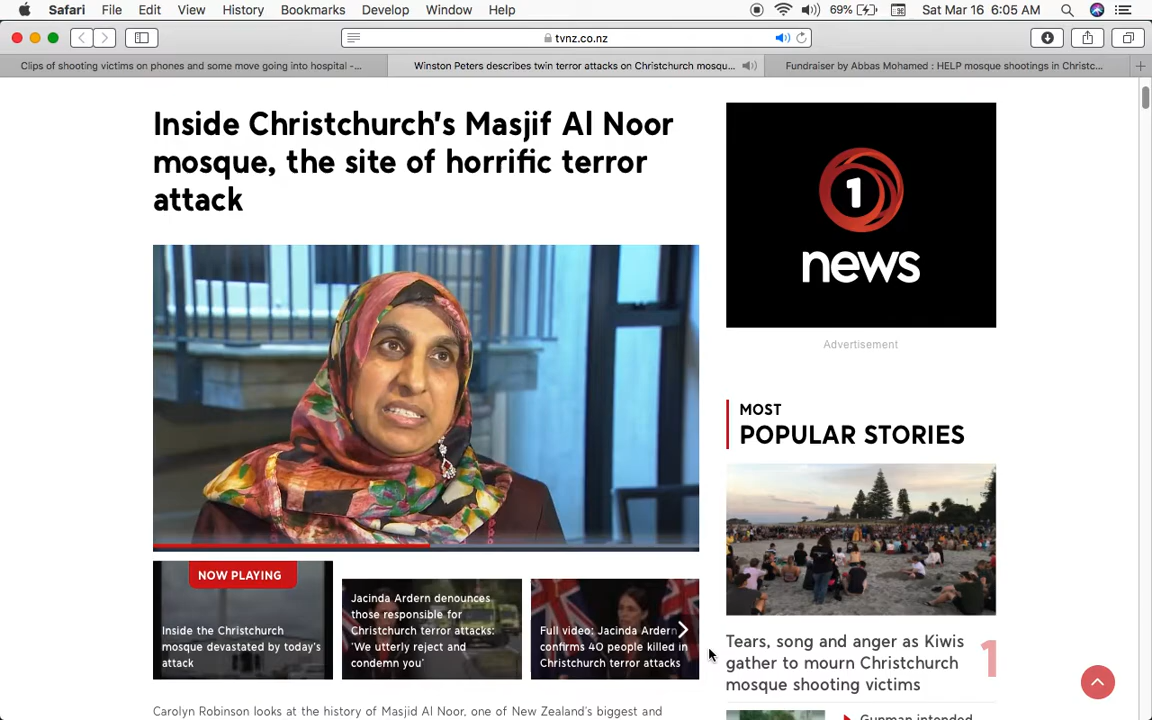 Safari File Edit View History Bookmarks Develop Window Help 69% Sat Mar 16 6:05 AM
tvnz.co.nz
Clips of shooting victims on phones and some move going into hospital -...
Winston Peters describes twin terror attacks on Christchurch mosqu...
Fundraiser by Abbas Mohamed : HELP mosque shootings in Christc...
Inside Christchurch's Masjif Al Noor
mosque, the site of horrific terror
attack
1
news
Advertisement
MOST
POPULAR STORIES
NOW PLAYING
Inside the Christchurch
mosque devastated by today's
attack
Jacinda Ardern denounces
those responsible for
Christchurch terror attacks:
'We utterly reject and
condemn you'
Full video: Jacinda Ardern
confirms 40 people killed in
Christchurch terror attacks
Tears, song and anger as Kiwis
gather to mourn Christchurch
mosque shooting victims
1
Carolyn Robinson looks at the history of Masjid Al Noor, one of New Zealand's biggest and
Gunman intended